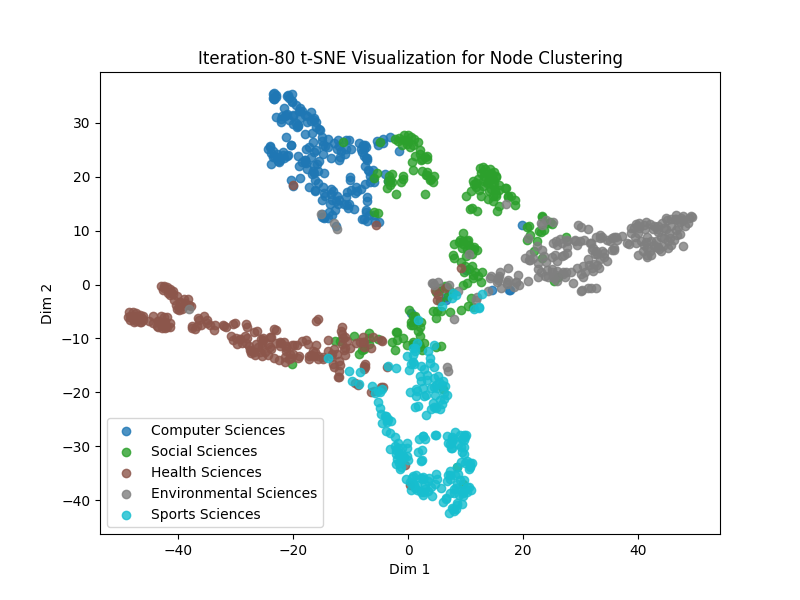 Iteration-80 t-SNE Visualization for Node Clustering
30
20
10
0
−10
−20
−30
−40
Dim 2
Computer Sciences
Social Sciences
Health Sciences
Environmental Sciences
Sports Sciences
−40 −20 0 20 40
Dim 1